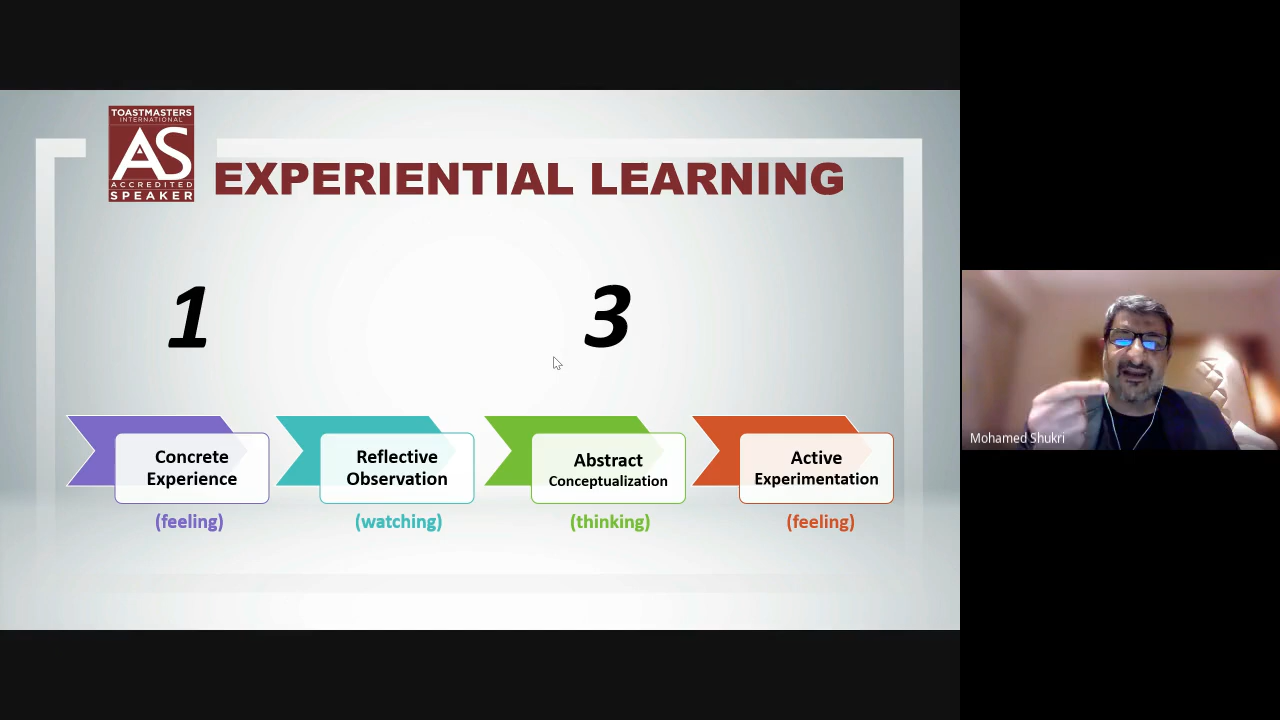 TOASTMASTERS
INTERNATIONAL
AS
ACCREDITED
SPEAKER
EXPERIENTIAL LEARNING
1
3
Concrete
Experience
(feeling)
Reflective
Observation
(watching)
Abstract
Conceptualization
(thinking)
Active
Experimentation
(feeling)
Mohamed Shukri